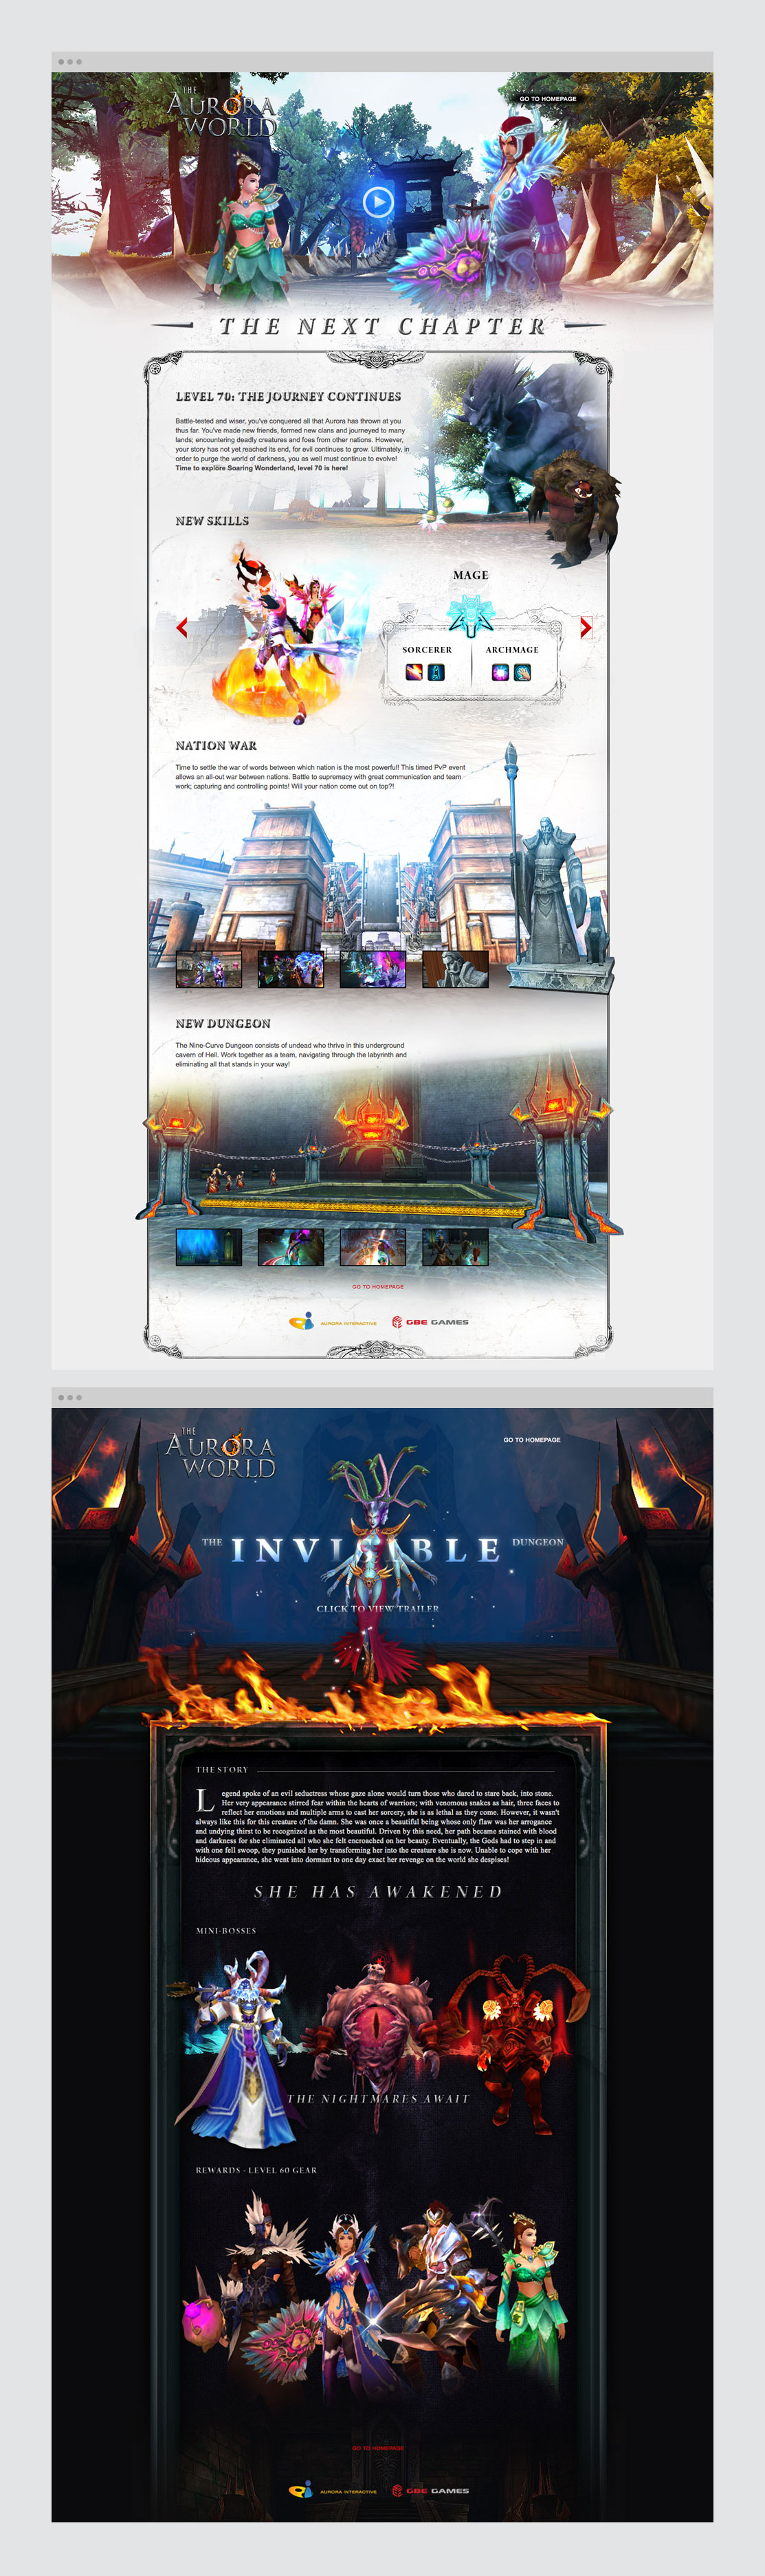 THE
AURORA
WORLD
GO TO HOMEPAGE
THE NEXT CHAPTER
LEVEL 70: THE JOURNEY CONTINUES
Battle-tested and wiser, you've conquered all that Aurora has thrown at you
thus far. You've made new friends, formed new clans and journeyed to many
lands; encountering deadly creatures and foes from other nations. However,
your story has not yet reached its end, for evil continues to grow. Ultimately, in
order to purge the world of darkness, you as well must continue to evolve!
Time to explore Soaring Wonderland, level 70 is here!
NEW SKILLS
MAGE
SORCERER ARCHMAGE
NATION WAR
Time to settle the war of words between which nation is the most powerful! This timed PvP event
allows an all-out war between nations. Battle to supremacy with great communication and team
work; capturing and controlling points! Will your nation come out on top?!
NEW DUNGEON
The Nine-Curve Dungeon consists of undead who thrive in this underground
cavern of Hell. Work together as a team, navigating through the labyrinth and
eliminating all that stands in your way!
GO TO HOMEPAGE
AURORA INTERACTIVE GBE GAMES
THE
AURORA
WORLD
GO TO HOMEPAGE
THE INVISIBLE DUNGEON
CLICK TO VIEW TRAILER
THE STORY
Legend spoke of an evil seductress whose gaze alone would turn those who dared to stare back, into stone.
Her very appearance stirred fear within the hearts of warriors; with venomous snakes as hair, three faces to
reflect her emotions and multiple arms to cast her sorcery, she is as lethal as they come. However, it wasn't
always like this for this creature of the damn. She was once a beautiful being whose only flaw was her arrogance
and undying thirst to be recognized as the most beautiful. Driven by this need, her path became stained with blood
and darkness for she eliminated all who she felt encroached on her beauty. Eventually, the Gods had to step in and
with one fell swoop, they punished her by transforming her into the creature she is now. Unable to cope with her
hideous appearance, she went into dormant to one day exact her revenge on the world she despises!
SHE HAS AWAKENED
MINI-BOSSES
THE NIGHTMARES AWAIT
REWARDS - LEVEL 60 GEAR
GO TO HOMEPAGE
AURORA INTERACTIVE GBE GAMES